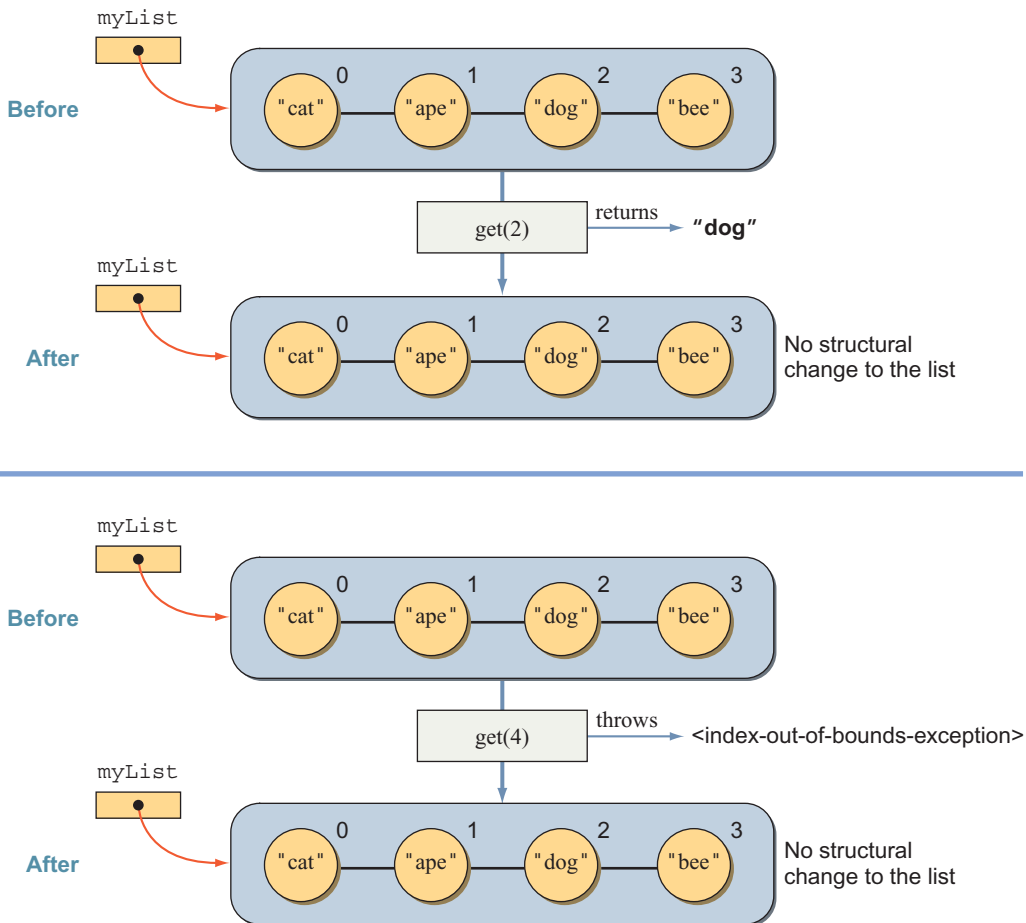 myList
0 1 2 3
Before
"cat" "ape" "dog" "bee"
get(2)
returns
"dog"
myList
0 1 2 3
After
"cat" "ape" "dog" "bee"
No structural
change to the list
myList
0 1 2 3
Before
"cat" "ape" "dog" "bee"
get(4)
throws
<index-out-of-bounds-exception>
myList
0 1 2 3
After
"cat" "ape" "dog" "bee"
No structural
change to the list